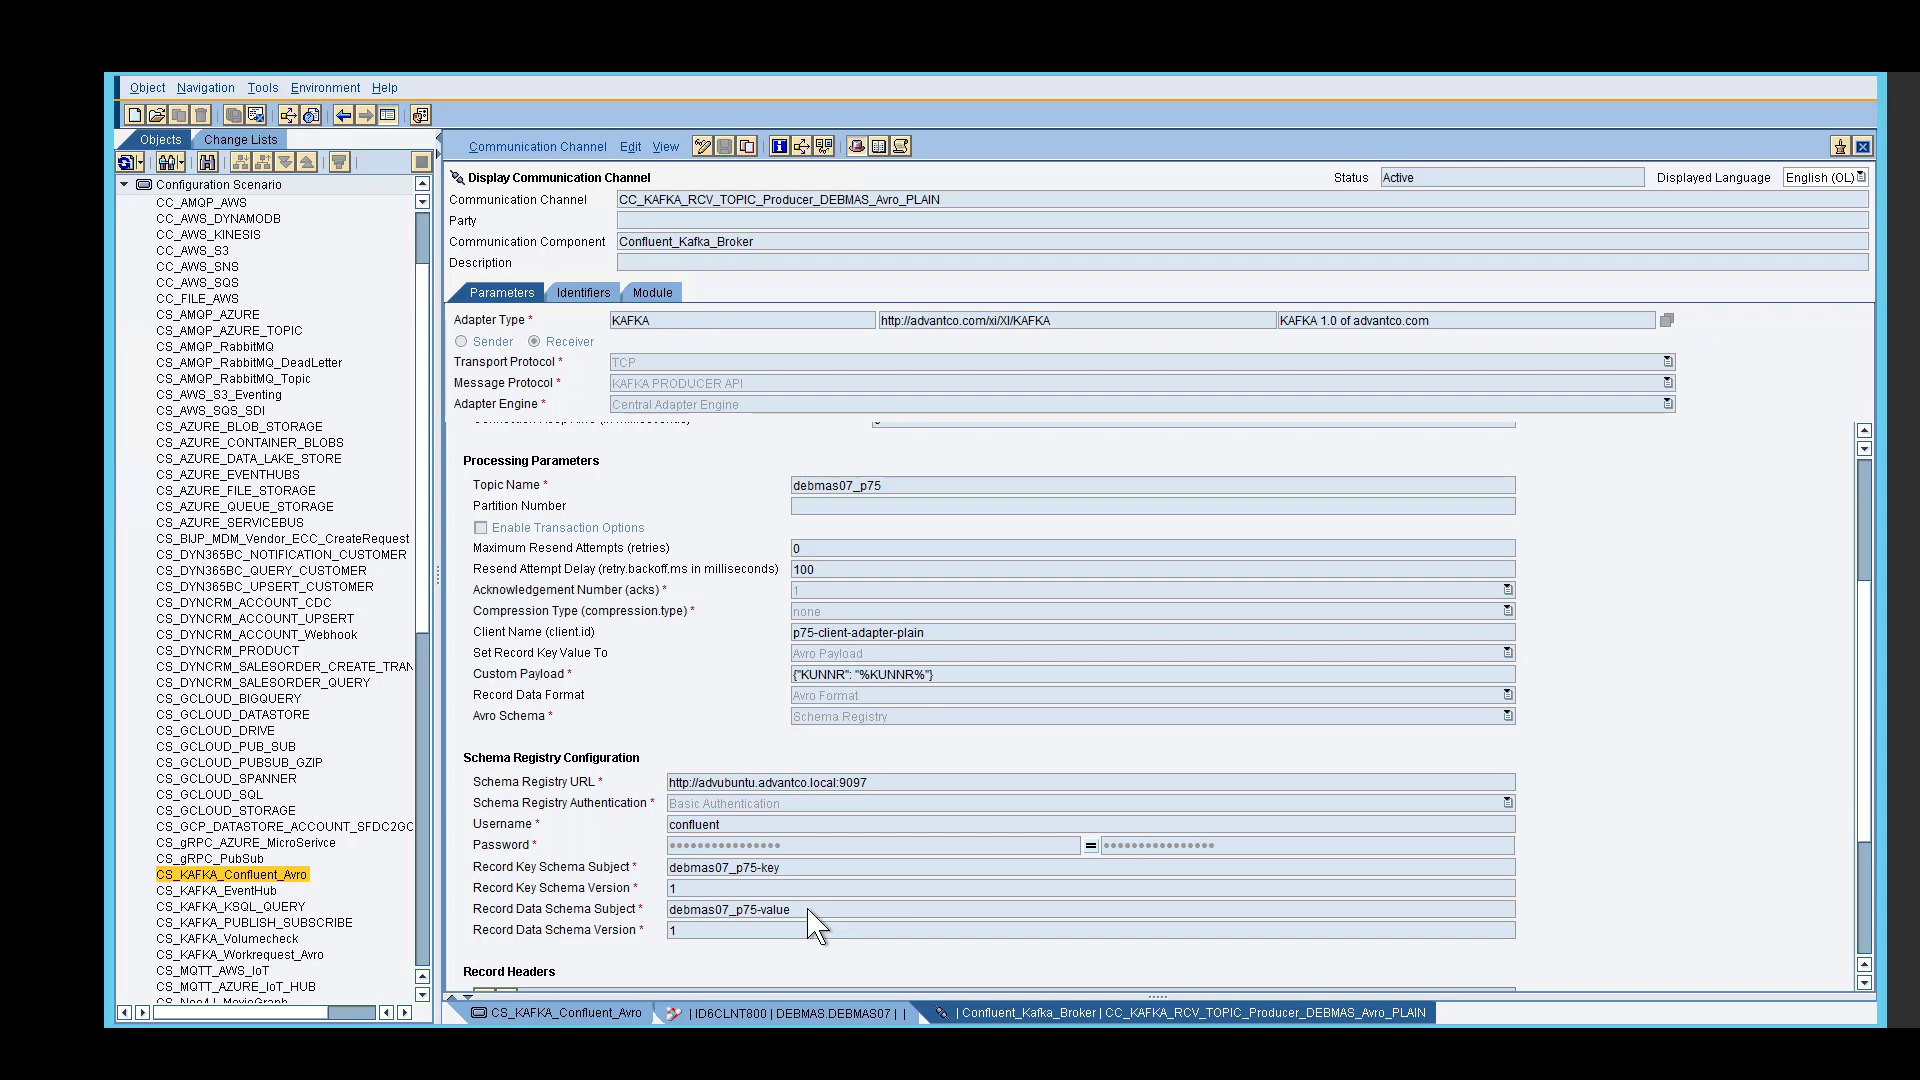 Object Navigation Tools Environment Help
Objects Change Lists
Configuration Scenario
CC_AMQP_AWS
CC_AWS_DYNAMODB
CC_AWS_KINESIS
CC_AWS_S3
CC_AWS_SNS
CC_AWS_SQS
CC_FILE_AWS
CS_AMQP_AZURE
CS_AMQP_AZURE_TOPIC
CS_AMQP_RabbitMQ
CS_AMQP_RabbitMQ_DeadLetter
CS_AMQP_RabbitMQ_Topic
CS_AWS_S3_Eventing
CS_AWS_SQS_SDI
CS_AZURE_BLOB_STORAGE
CS_AZURE_CONTAINER_BLOBS
CS_AZURE_DATA_LAKE_STORE
CS_AZURE_EVENTHUBS
CS_AZURE_FILE_STORAGE
CS_AZURE_QUEUE_STORAGE
CS_AZURE_SERVICEBUS
CS_BIJP_MDM_Vendor_ECC_CreateRequest
CS_DYN365BC_NOTIFICATION_CUSTOMER
CS_DYN365BC_QUERY_CUSTOMER
CS_DYN365BC_UPSERT_CUSTOMER
CS_DYNCRM_ACCOUNT_CDC
CS_DYNCRM_ACCOUNT_UPSERT
CS_DYNCRM_ACCOUNT_Webhook
CS_DYNCRM_PRODUCT
CS_DYNCRM_SALESORDER_CREATE_TRAN
CS_DYNCRM_SALESORDER_QUERY
CS_GCLOUD_BIGQUERY
CS_GCLOUD_DATASTORE
CS_GCLOUD_DRIVE
CS_GCLOUD_PUB_SUB
CS_GCLOUD_PUBSUB_GZIP
CS_GCLOUD_SPANNER
CS_GCLOUD_SQL
CS_GCLOUD_STORAGE
CS_GCP_DATASTORE_ACCOUNT_SFDC2GC
CS_gRPC_AZURE_MicroSerivce
CS_gRPC_PubSub
CS_KAFKA_Confluent_Avro
CS_KAFKA_EventHub
CS_KAFKA_KSQL_QUERY
CS_KAFKA_PUBLISH_SUBSCRIBE
CS_KAFKA_Volumecheck
CS_KAFKA_Workrequest_Avro
CS_MQTT_AWS_IoT
CS_MQTT_AZURE_IoT_HUB
CS_Neo4J_MovieGraph
Communication Channel Edit View
Display Communication Channel Status Active Displayed Language English (OL)
Communication Channel CC_KAFKA_RCV_TOPIC_Producer_DEBMAS_Avro_PLAIN
Party
Communication Component Confluent_Kafka_Broker
Description
Parameters Identifiers Module
Adapter Type * KAFKA http://advantco.com/xi/XI/KAFKA KAFKA 1.0 of advantco.com
Sender Receiver
Transport Protocol * TCP
Message Protocol * KAFKA PRODUCER API
Adapter Engine * Central Adapter Engine
Processing Parameters
Topic Name * debmas07_p75
Partition Number
Enable Transaction Options
Maximum Resend Attempts (retries) 0
Resend Attempt Delay (retry.backoff.ms in milliseconds) 100
Acknowledgement Number (acks) * 1
Compression Type (compression.type) * none
Client Name (client.id) p75-client-adapter-plain
Set Record Key Value To Avro Payload
Custom Payload * {"KUNNR": "%KUNNR%"}
Record Data Format Avro Format
Avro Schema * Schema Registry
Schema Registry Configuration
Schema Registry URL * http://advubuntu.advantco.local:9097
Schema Registry Authentication * Basic Authentication
Username * confluent
Password * •••••••••••••••• = ••••••••••••••••
Record Key Schema Subject * debmas07_p75-key
Record Key Schema Version * 1
Record Data Schema Subject * debmas07_p75-value
Record Data Schema Version * 1
Record Headers
CS_KAFKA_Confluent_Avro | ID6CLNT800 | DEBMAS.DEBMAS07 | | | Confluent_Kafka_Broker | CC_KAFKA_RCV_TOPIC_Producer_DEBMAS_Avro_PLAIN